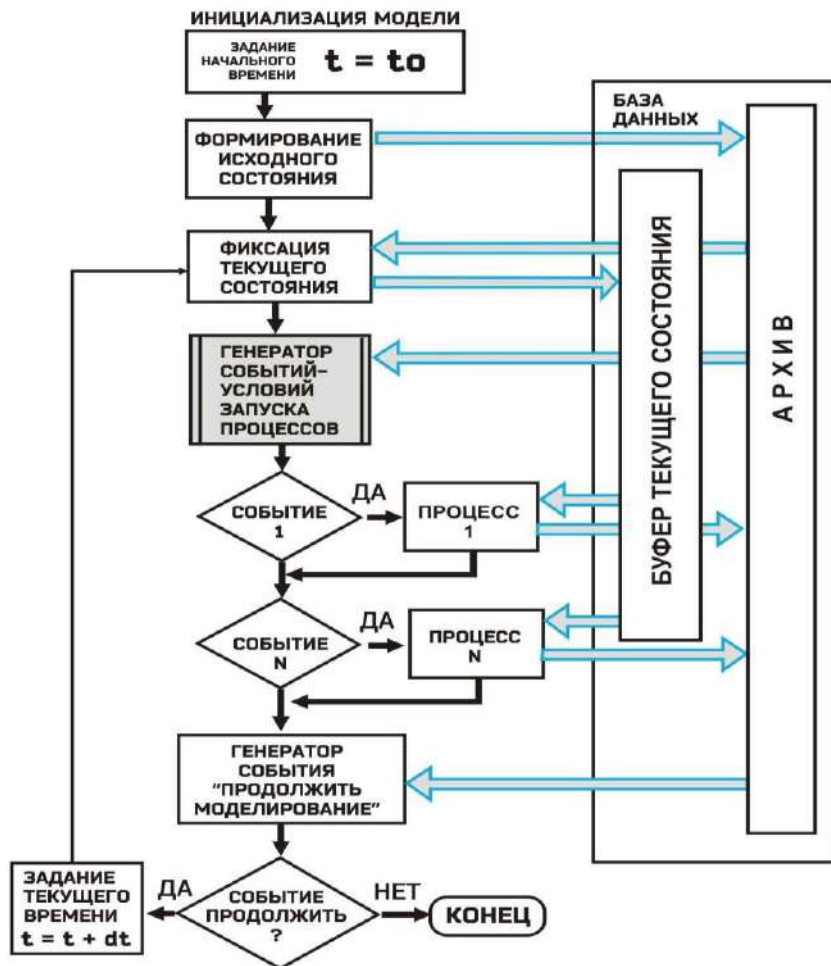 ИНИЦИАЛИЗАЦИЯ МОДЕЛИ
ЗАДАНИЕ
НАЧАЛЬНОГО
ВРЕМЕНИ
t = to
ФОРМИРОВАНИЕ
ИСХОДНОГО
СОСТОЯНИЯ
ФИКСАЦИЯ
ТЕКУЩЕГО
СОСТОЯНИЯ
ГЕНЕРАТОР
СОБЫТИЙ-
УСЛОВИЙ
ЗАПУСКА
ПРОЦЕССОВ
СОБЫТИЕ
1
ДА
ПРОЦЕСС
1
СОБЫТИЕ
N
ДА
ПРОЦЕСС
N
ГЕНЕРАТОР
СОБЫТИЯ
"ПРОДОЛЖИТЬ
МОДЕЛИРОВАНИЕ"
СОБЫТИЕ
ПРОДОЛЖИТЬ
?
ДА
ЗАДАНИЕ
ТЕКУЩЕГО
ВРЕМЕНИ
t = t + dt
НЕТ
КОНЕЦ
БАЗА
ДАННЫХ
БУФЕР ТЕКУЩЕГО СОСТОЯНИЯ
АРХИВ